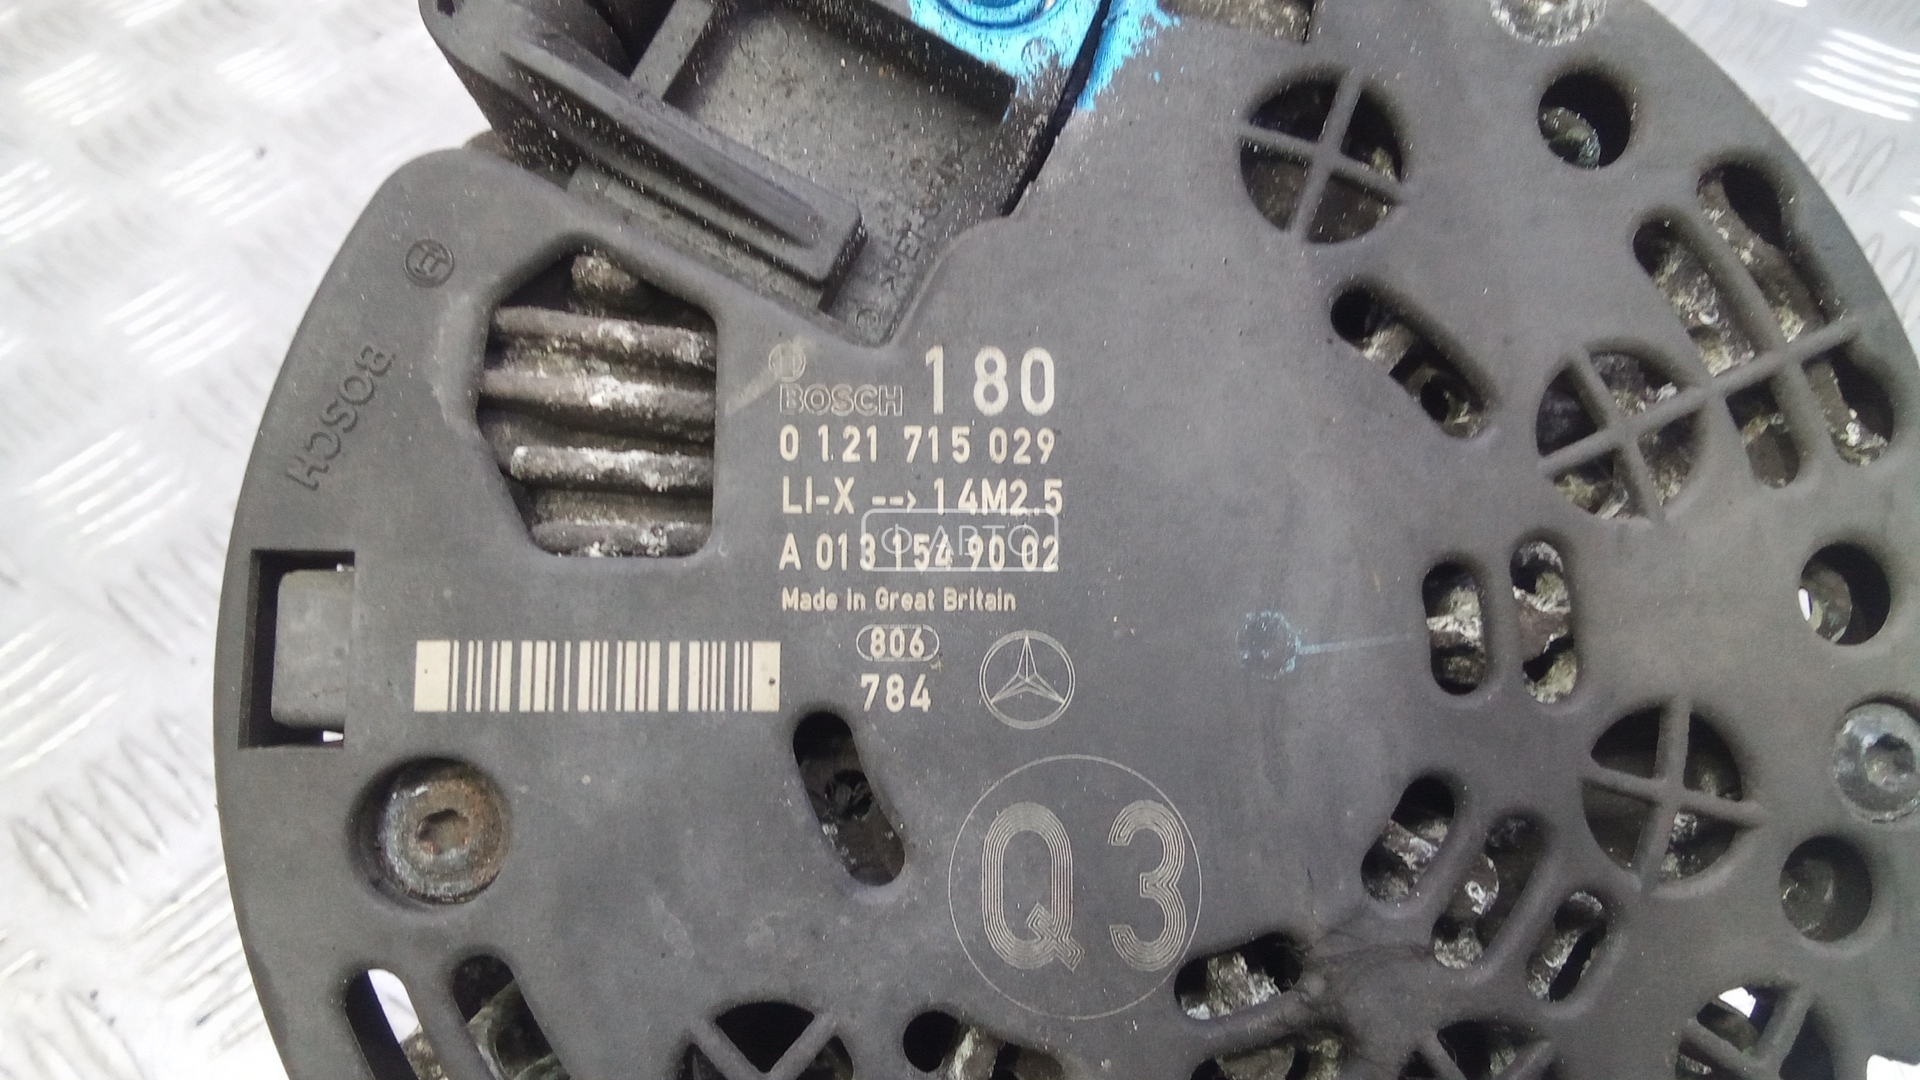 BOSCH
BOSCH 180
0 121 715 029
LI-X --> 14M2.5
A 013 154 90 02
Ф АВТО
Made in Great Britain
806
784
Q3